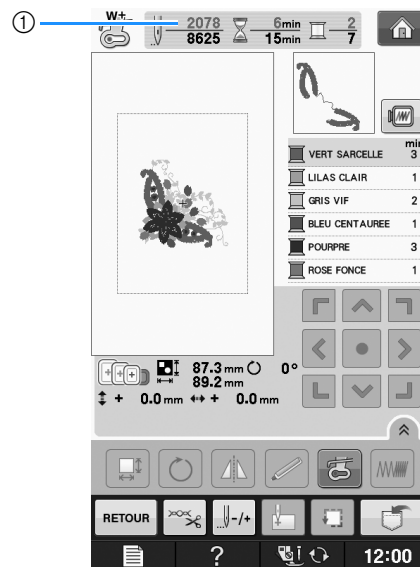 W+
① 2078 6min 2
8625 15min 7
min
VERT SARCELLE 3
LILAS CLAIR 1
GRIS VIF 2
BLEU CENTAUREE 1
POURPRE 3
ROSE FONCE 1
87.3 mm 0°
89.2 mm
+ 0.0 mm + 0.0 mm
RETOUR -/+
? 12:00